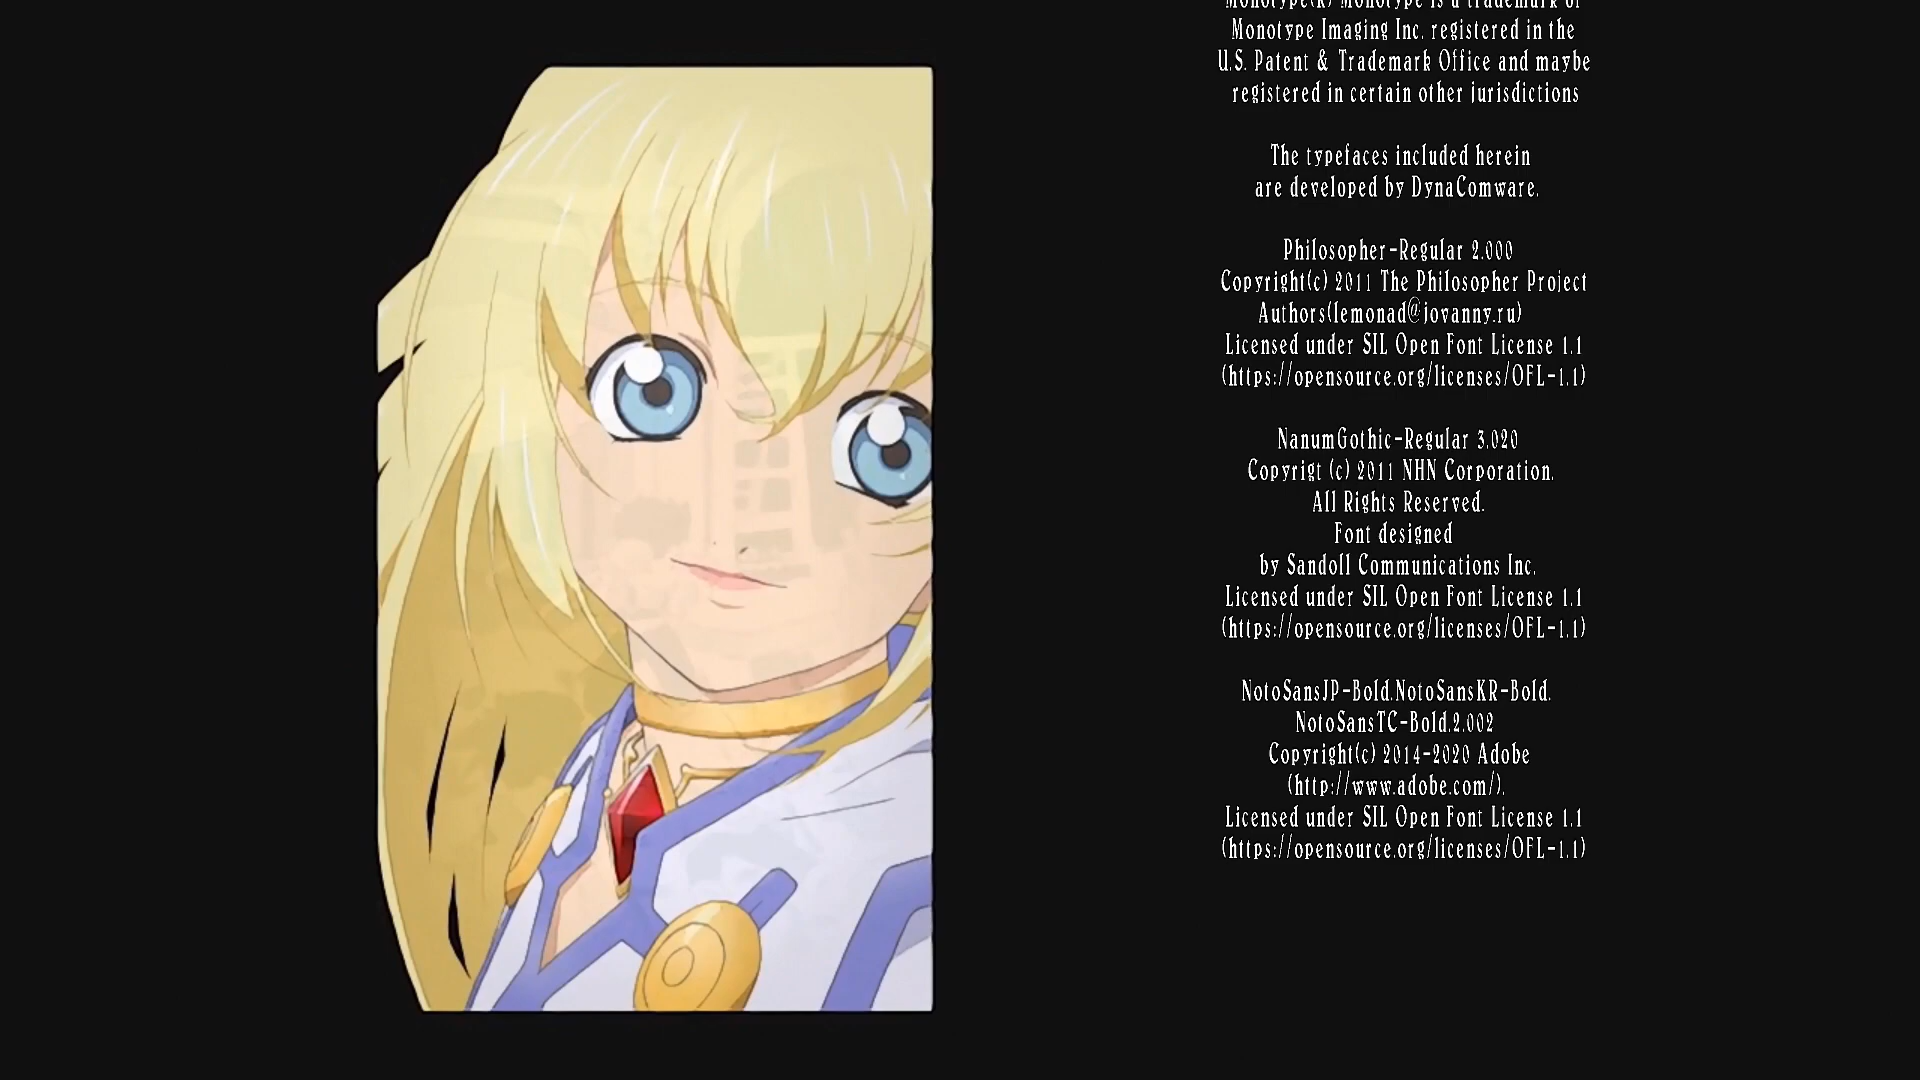 Monotype(R) Monotype is a trademark of
Monotype Imaging Inc. registered in the
U.S. Patent & Trademark Office and maybe
registered in certain other jurisdictions
The typefaces included herein
are developed by DynaComware.
Philosopher-Regular 2.000
Copyright(c) 2011 The Philosopher Project
Authors(lemonad@jovanny.ru)
Licensed under SIL Open Font License 1.1
(https://opensource.org/licenses/OFL-1.1)
NanumGothic-Regular 3.020
Copyrigt (c) 2011 NHN Corporation.
All Rights Reserved.
Font designed
by Sandoll Communications Inc.
Licensed under SIL Open Font License 1.1
(https://opensource.org/licenses/OFL-1.1)
NotoSansJP-Bold.NotoSansKR-Bold.
NotoSansTC-Bold.2.002
Copyright(c) 2014-2020 Adobe
(http://www.adobe.com/).
Licensed under SIL Open Font License 1.1
(https://opensource.org/licenses/OFL-1.1)